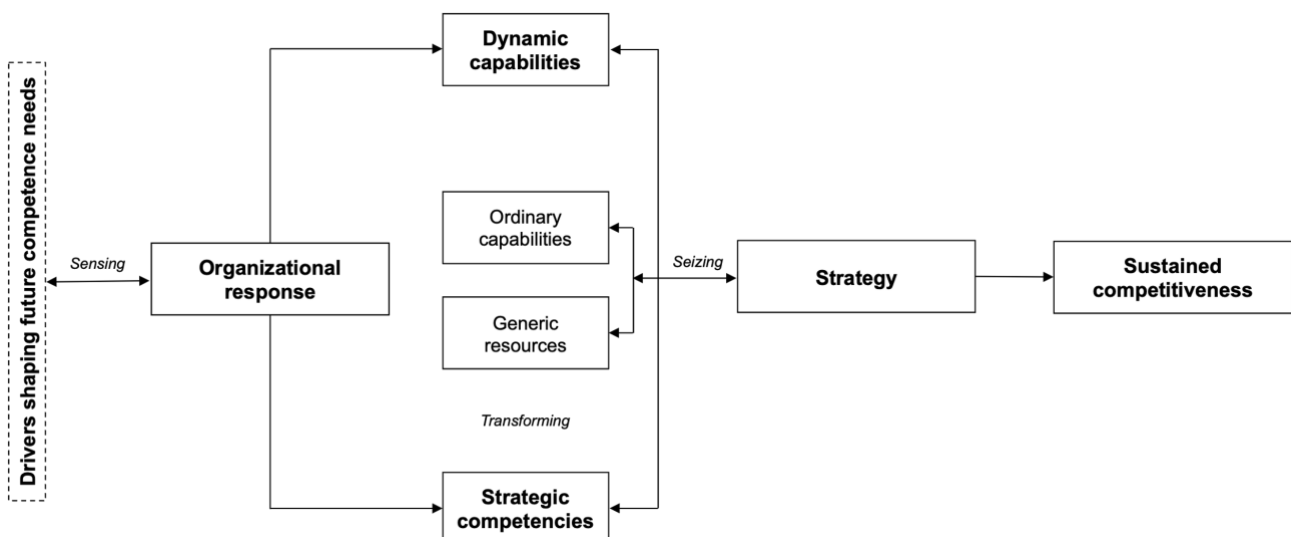 Drivers shaping future competence needs
Sensing
Organizational
response
Dynamic
capabilities
Ordinary
capabilities
Generic
resources
Transforming
Strategic
competencies
Seizing
Strategy
Sustained
competitiveness